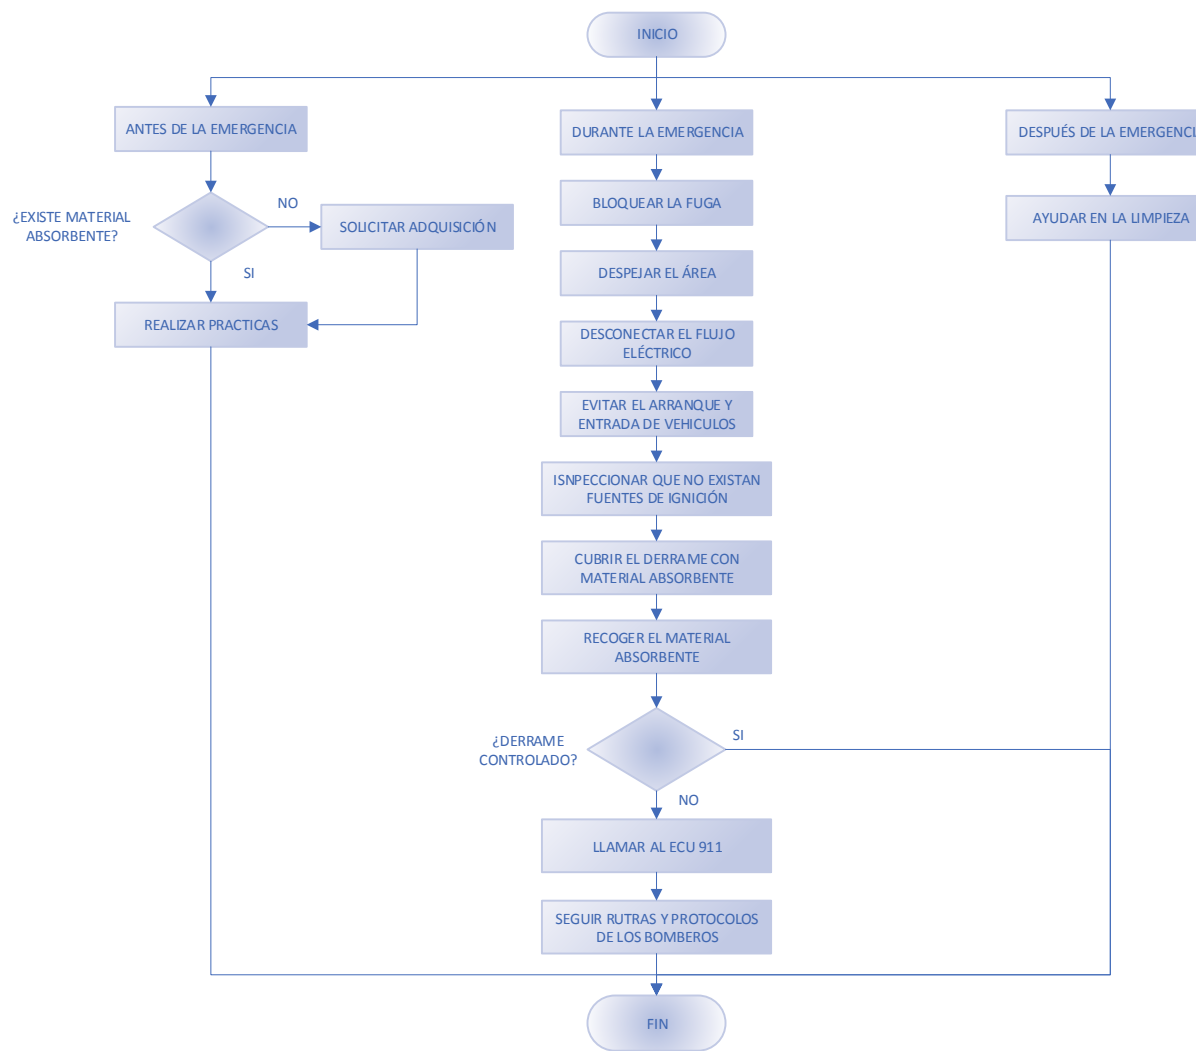 INICIO
ANTES DE LA EMERGENCIA
¿EXISTE MATERIAL
ABSORBENTE?
NO
SOLICITAR ADQUISICIÓN
SI
REALIZAR PRACTICAS
DURANTE LA EMERGENCIA
BLOQUEAR LA FUGA
DESPEJAR EL ÁREA
DESCONECTAR EL FLUJO
ELÉCTRICO
EVITAR EL ARRANQUE Y
ENTRADA DE VEHICULOS
ISNPECCIONAR QUE NO EXISTAN
FUENTES DE IGNICIÓN
CUBRIR EL DERRAME CON
MATERIAL ABSORBENTE
RECOGER EL MATERIAL
ABSORBENTE
¿DERRAME
CONTROLADO?
SI
NO
LLAMAR AL ECU 911
SEGUIR RUTRAS Y PROTOCOLOS
DE LOS BOMBEROS
DESPUÉS DE LA EMERGENCI
AYUDAR EN LA LIMPIEZA
FIN